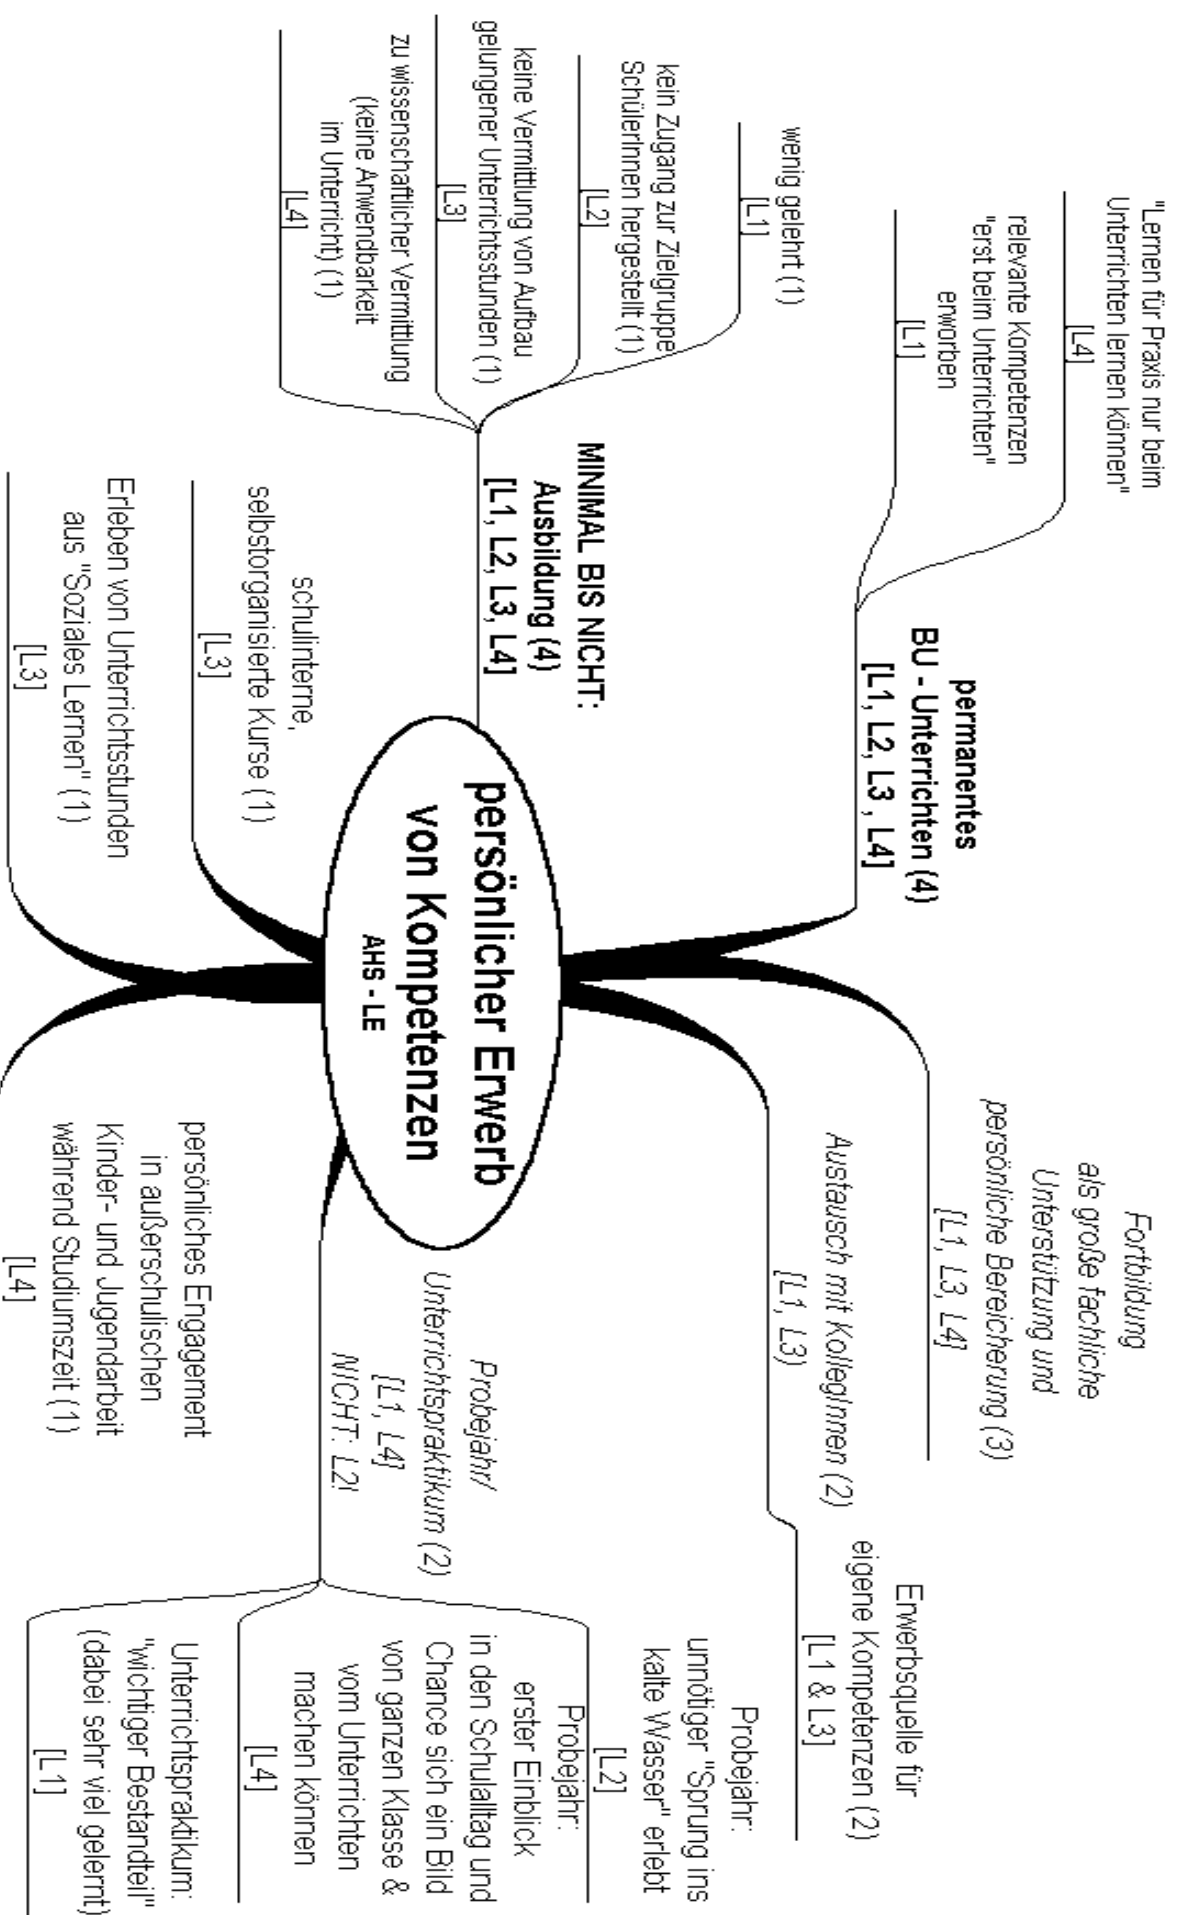 "Lernen für Praxis nur beim
Unterrichten lernen können"
[L4]
relevante Kompetenzen
"erst beim Unterrichten"
erworben
[L1]
permanentes
BU - Unterrichten (4)
[L1, L2, L3 , L4]
wenig gelehrt (1)
[L1]
kein Zugang zur Zielgruppe
SchülerInnen hergestellt (1)
[L2]
keine Vermittlung von Aufbau
gelungener Unterrichtsstunden (1)
[L3]
zu wissenschaftlicher Vermittlung
(keine Anwendbarkeit
im Unterricht) (1)
[L4]
MINIMAL BIS NICHT:
Ausbildung (4)
[L1, L2, L3, L4]
schulinterne,
selbstorganisierte Kurse (1)
[L3]
Erleben von Unterrichtsstunden
aus "Soziales Lernen" (1)
[L3]
persönlicher Erwerb
von Kompetenzen
AHS - LE
Fortbildung
als große fachliche
Unterstützung und
persönliche Bereicherung (3)
[L1, L3, L4]
Austausch mit KollegInnen (2)
[L1, L3)
Erwerbsquelle für
eigene Kompetenzen (2)
[L1 & L3]
Probejahr/
Unterrichtspraktikum (2)
[L1, L4]
NICHT: L2!
Probejahr:
unnötiger "Sprung ins
kalte Wasser" erlebt
[L2]
Probejahr:
erster Einblick
in den Schulalltag und
Chance sich ein Bild
von ganzen Klasse &
vom Unterrichten
machen können
[L4]
Unterrichtspraktikum:
"wichtiger Bestandteil"
(dabei sehr viel gelernt)
[L1]
persönliches Engagement
in außerschulischen
Kinder- und Jugendarbeit
während Studiumszeit (1)
[L4]